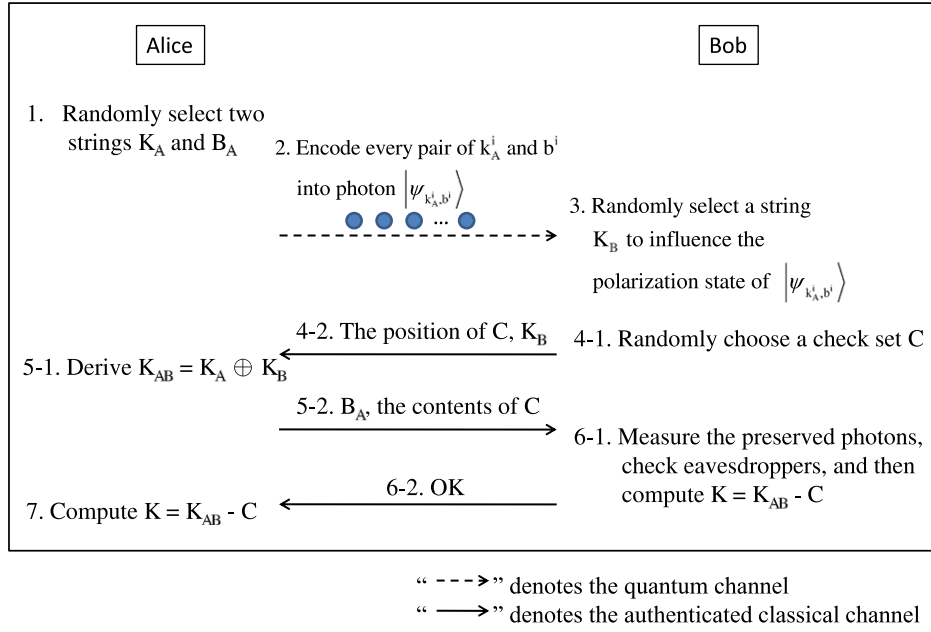 Alice
Bob
1. Randomly select two
strings K_A and B_A
2. Encode every pair of k_A^i and b^i
into photon |ψ_{k_A^i,b^i}⟩
...
3. Randomly select a string
K_B to influence the
polarization state of |ψ_{k_A^i,b^i}⟩
4-1. Randomly choose a check set C
4-2. The position of C, K_B
5-1. Derive K_AB = K_A ⊕ K_B
5-2. B_A, the contents of C
6-1. Measure the preserved photons,
check eavesdroppers, and then
compute K = K_AB - C
6-2. OK
7. Compute K = K_AB - C
“ ” denotes the quantum channel
“ ” denotes the authenticated classical channel